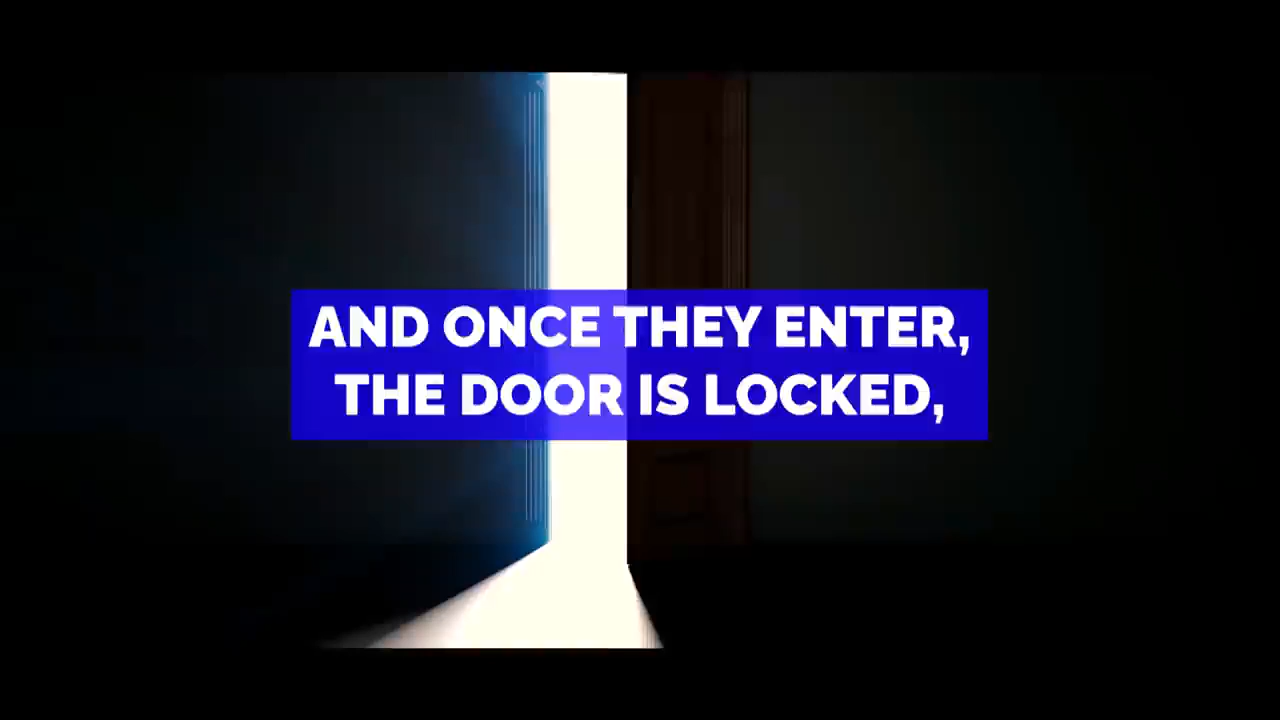 AND ONCE THEY ENTER,
THE DOOR IS LOCKED,